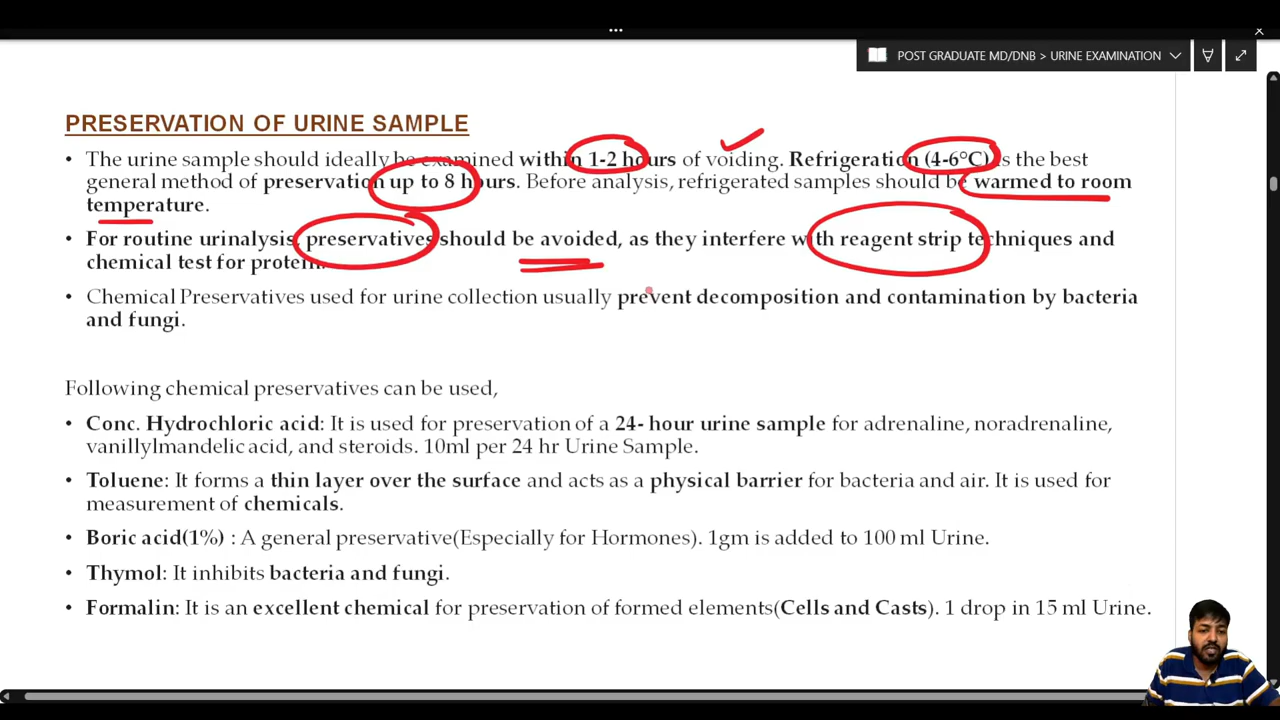 POST GRADUATE MD/DNB > URINE EXAMINATION
PRESERVATION OF URINE SAMPLE
• The urine sample should ideally be examined within 1-2 hours of voiding. Refrigeration (4-6°C) is the best
general method of preservation up to 8 hours. Before analysis, refrigerated samples should be warmed to room
temperature.
• For routine urinalysis, preservatives should be avoided, as they interfere with reagent strip techniques and
chemical test for protein.
• Chemical Preservatives used for urine collection usually prevent decomposition and contamination by bacteria
and fungi.
Following chemical preservatives can be used,
• Conc. Hydrochloric acid: It is used for preservation of a 24- hour urine sample for adrenaline, noradrenaline,
vanillylmandelic acid, and steroids. 10ml per 24 hr Urine Sample.
• Toluene: It forms a thin layer over the surface and acts as a physical barrier for bacteria and air. It is used for
measurement of chemicals.
• Boric acid(1%) : A general preservative(Especially for Hormones). 1gm is added to 100 ml Urine.
• Thymol: It inhibits bacteria and fungi.
• Formalin: It is an excellent chemical for preservation of formed elements(Cells and Casts). 1 drop in 15 ml Urine.